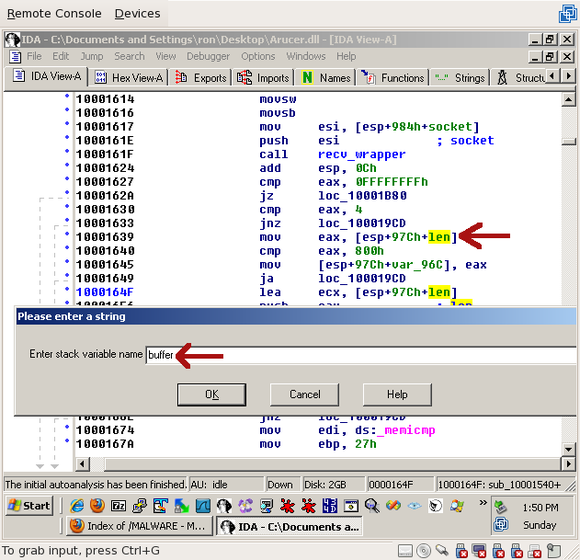 Remote Console Devices
IDA - C:\Documents and Settings\ron\Desktop\Arucer.dll - [IDA View-A]
File Edit Jump Search View Debugger Options Windows Help
IDA View-A Hex View-A Exports Imports N Names Functions "..." Strings Structu
10001614 movsw
10001616 movsb
10001617 mov esi, [esp+984h+socket]
1000161E push esi ; socket
1000161F call recv_wrapper
10001624 add esp, 0Ch
10001627 cmp eax, 0FFFFFFFFh
1000162A jz loc_10001B80
10001630 cmp eax, 4
10001633 jnz loc_100019CD
10001639 mov eax, [esp+97Ch+len]
10001640 cmp eax, 800h
10001645 mov [esp+97Ch+var_96C], eax
10001649 ja loc_100019CD
1000164F lea ecx, [esp+97Ch+len]
Please enter a string
Enter stack variable name buffer
OK Cancel Help
jnz loc_100019CD
10001674 mov edi, ds:_memicmp
1000167A mov ebp, 27h
The initial autoanalysis has been finished. AU: idle Down Disk: 2GB 0000164F 1000164F: sub_10001540+
Start 1:50 PM
Index of /MALWARE - M... IDA - C:\Documents a... Sunday
To grab input, press Ctrl+G